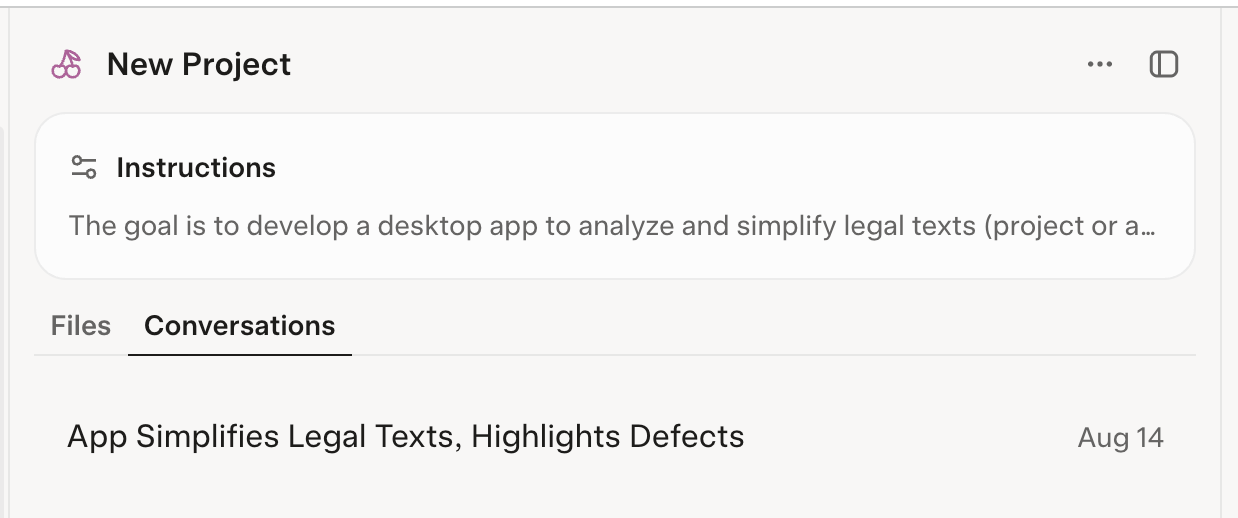 New Project
Instructions
The goal is to develop a desktop app to analyze and simplify legal texts (project or a...
Files
Conversations
App Simplifies Legal Texts, Highlights Defects
Aug 14